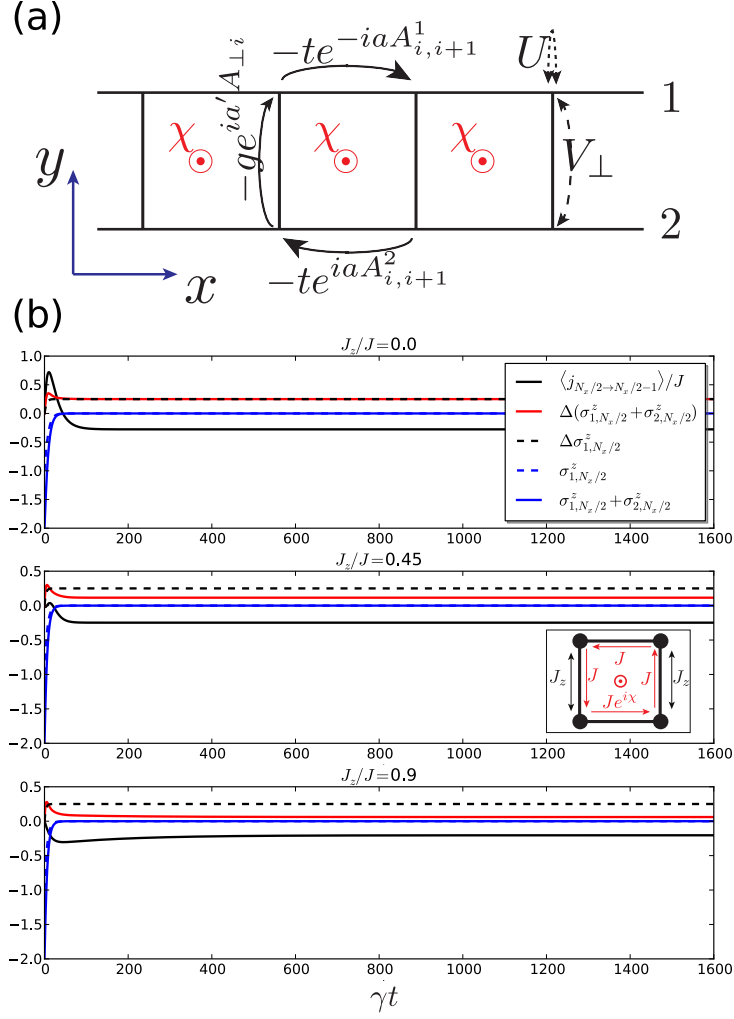 (a)
-te^{-iaA^1_{i,i+1}}
U
1
-ge^{ia'A_{⊥i}}
χ χ χ
V_⊥
y
2
-te^{iaA^2_{i,i+1}}
x
(b)
J_z/J=0.0
1.0
0.5
0.0
−0.5
−1.0
−1.5
−2.0
⟨j_{N_x/2→N_x/2−1}⟩/J
Δ(σ^z_{1,N_x/2}+σ^z_{2,N_x/2})
Δσ^z_{1,N_x/2}
σ^z_{1,N_x/2}
σ^z_{1,N_x/2}+σ^z_{2,N_x/2}
0 200 400 600 800 1000 1200 1400 1600
J_z/J=0.45
0.5
0.0
−0.5
−1.0
−1.5
−2.0
J
J_z J J J_z
Je^{iχ}
0 200 400 600 800 1000 1200 1400 1600
J_z/J=0.9
0.5
0.0
−0.5
−1.0
−1.5
−2.0
0 200 400 600 800 1000 1200 1400 1600
γt